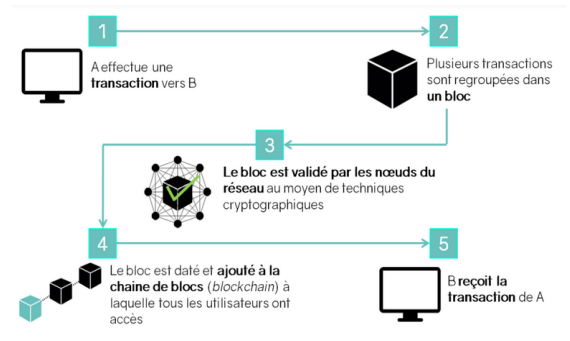 1
A effectue une
transaction vers B
2
Plusieurs transactions
sont regroupées dans
un bloc
3
Le bloc est validé par les nœuds du
réseau au moyen de techniques
cryptographiques
4
Le bloc est daté et ajouté à la
chaine de blocs (blockchain) à
laquelle tous les utilisateurs ont
accès
5
B reçoit la
transaction de A